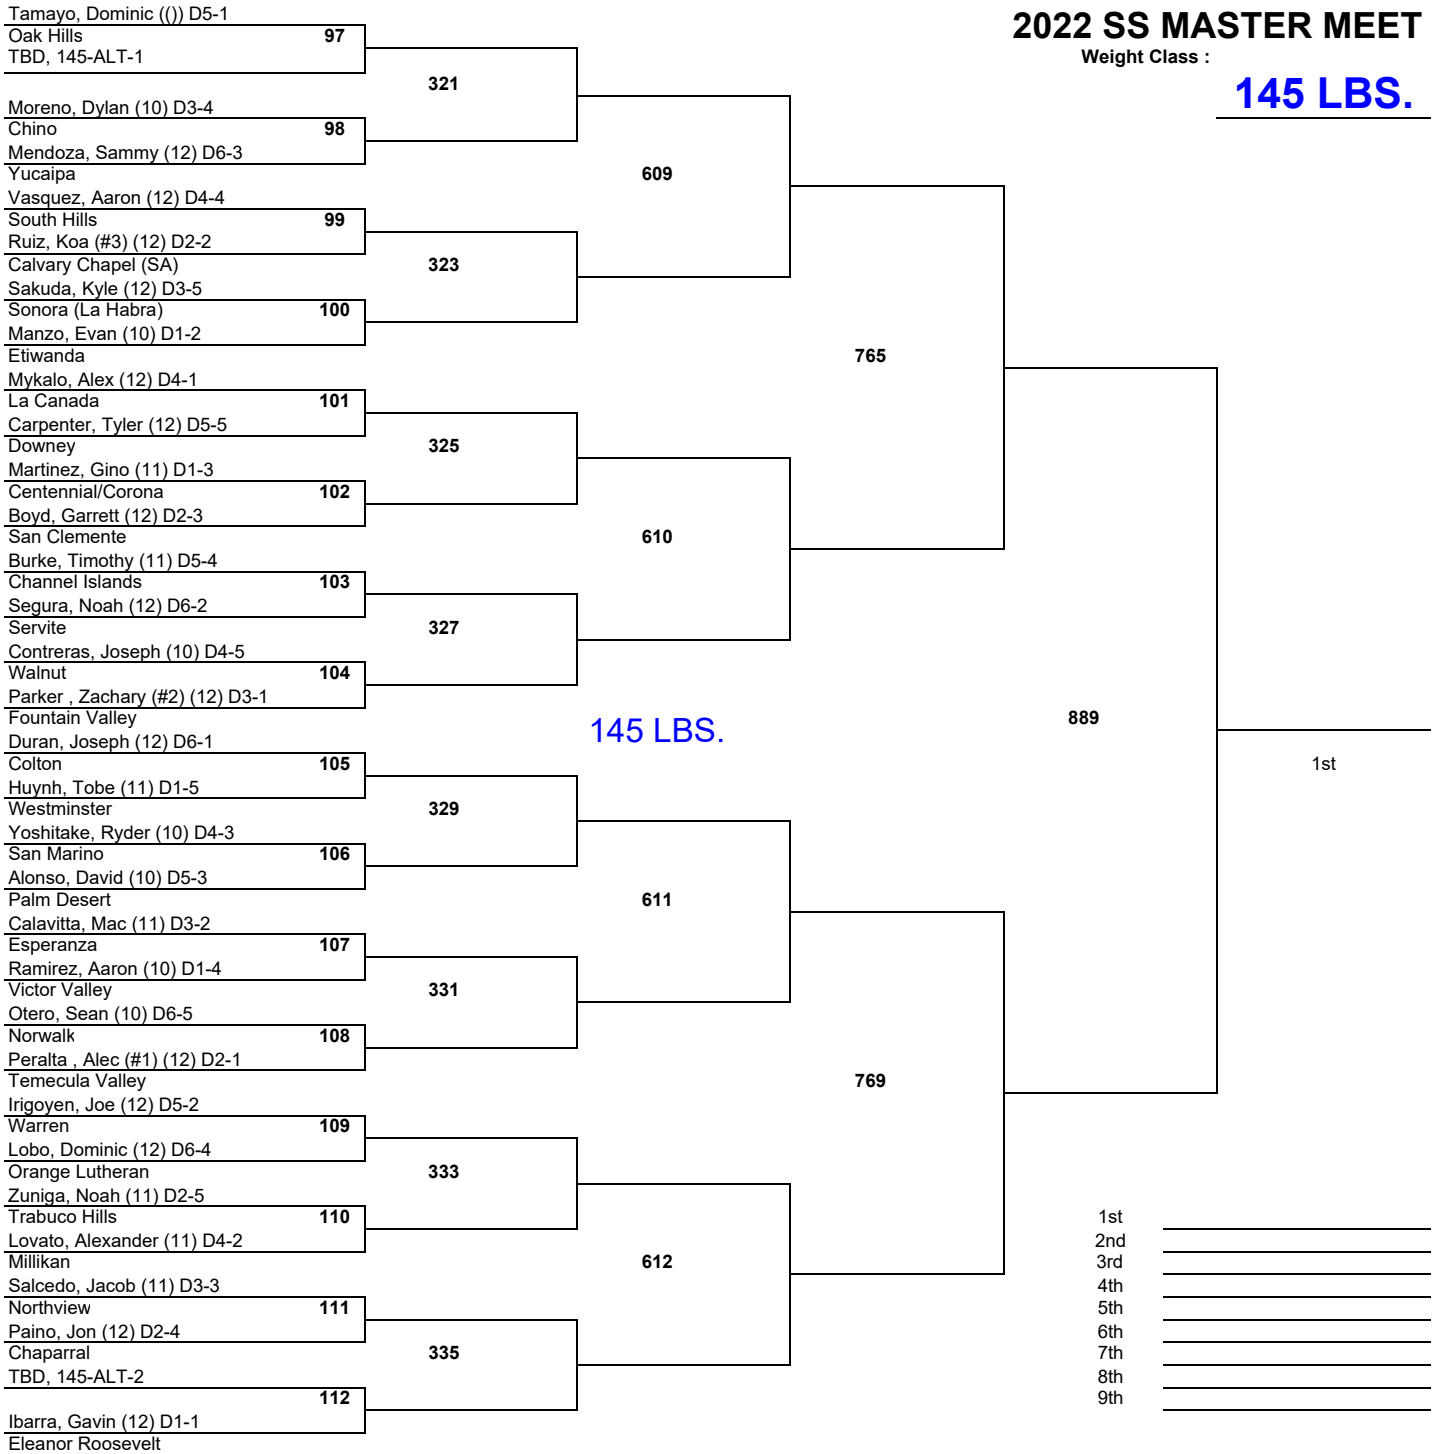 2022 SS MASTER MEET
Weight Class :
145 LBS.
Tamayo, Dominic (()) D5-1
Oak Hills
97
TBD, 145-ALT-1
321
Moreno, Dylan (10) D3-4
Chino
98
Mendoza, Sammy (12) D6-3
Yucaipa
609
Vasquez, Aaron (12) D4-4
South Hills
99
Ruiz, Koa (#3) (12) D2-2
Calvary Chapel (SA)
323
Sakuda, Kyle (12) D3-5
Sonora (La Habra)
100
Manzo, Evan (10) D1-2
Etiwanda
765
Mykalo, Alex (12) D4-1
La Canada
101
Carpenter, Tyler (12) D5-5
Downey
325
Martinez, Gino (11) D1-3
Centennial/Corona
102
Boyd, Garrett (12) D2-3
San Clemente
610
Burke, Timothy (11) D5-4
Channel Islands
103
Segura, Noah (12) D6-2
Servite
327
Contreras, Joseph (10) D4-5
Walnut
104
Parker , Zachary (#2) (12) D3-1
Fountain Valley
889
145 LBS.
Duran, Joseph (12) D6-1
Colton
105
1st
Huynh, Tobe (11) D1-5
Westminster
329
Yoshitake, Ryder (10) D4-3
San Marino
106
Alonso, David (10) D5-3
Palm Desert
611
Calavitta, Mac (11) D3-2
Esperanza
107
Ramirez, Aaron (10) D1-4
Victor Valley
331
Otero, Sean (10) D6-5
Norwalk
108
Peralta , Alec (#1) (12) D2-1
Temecula Valley
769
Irigoyen, Joe (12) D5-2
Warren
109
Lobo, Dominic (12) D6-4
Orange Lutheran
333
Zuniga, Noah (11) D2-5
Trabuco Hills
110
Lovato, Alexander (11) D4-2
Millikan
612
Salcedo, Jacob (11) D3-3
Northview
111
Paino, Jon (12) D2-4
Chaparral
335
TBD, 145-ALT-2
112
Ibarra, Gavin (12) D1-1
Eleanor Roosevelt
1st
2nd
3rd
4th
5th
6th
7th
8th
9th